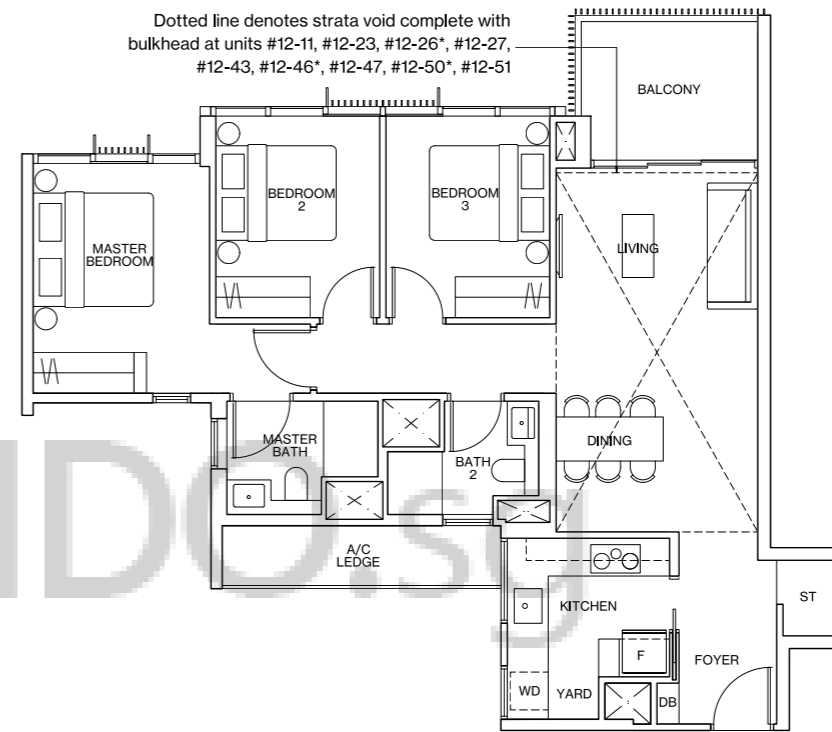 Dotted line denotes strata void complete with
bulkhead at units #12-11, #12-23, #12-26*, #12-27,
#12-43, #12-46*, #12-47, #12-50*, #12-51
BALCONY
BEDROOM
2
BEDROOM
3
MASTER
BEDROOM
LIVING
MASTER
BATH
BATH
2
DINING
A/C
LEDGE
KITCHEN
ST
F
FOYER
WD
YARD
DB